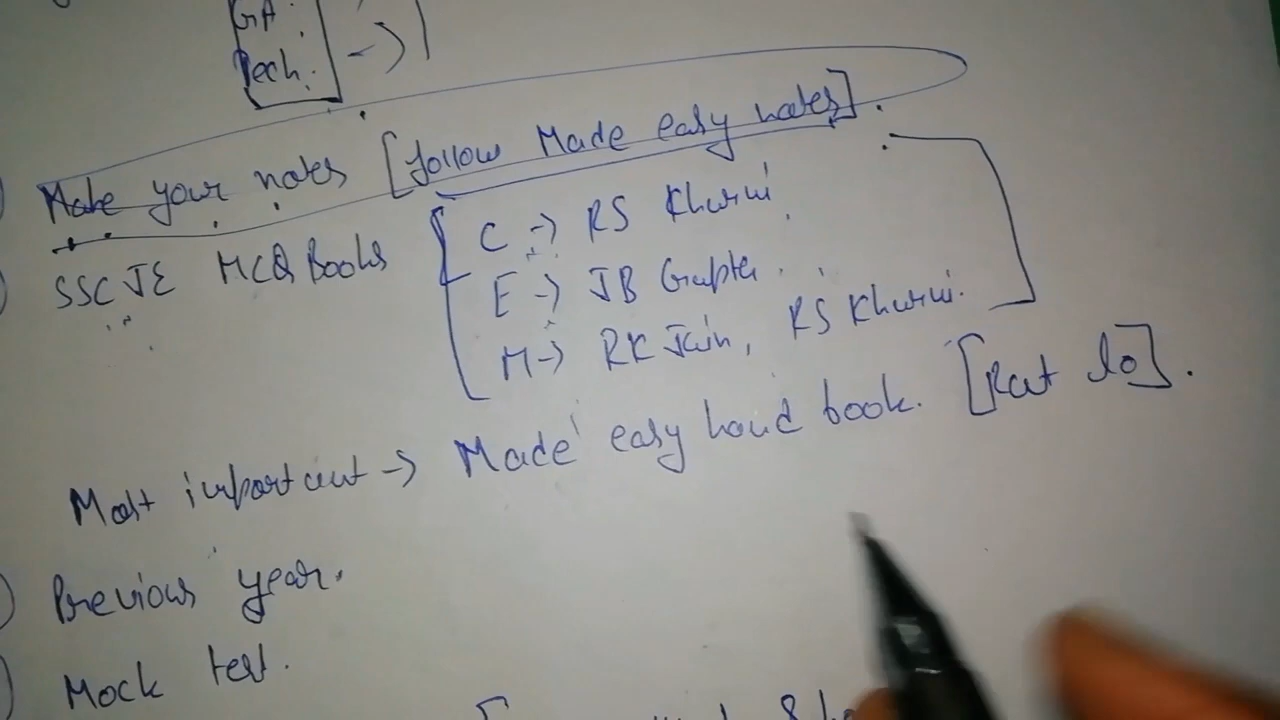 GA.
Tech. ->
Make your notes [follow Made easy notes].
SSC JE MCQ Books
C -> RS Khurmi
E -> JB Gupta
M -> RK Jain, RS Khurmi.
Most important -> Made easy hand book. [Rat lo].
Previous year.
Mock test.